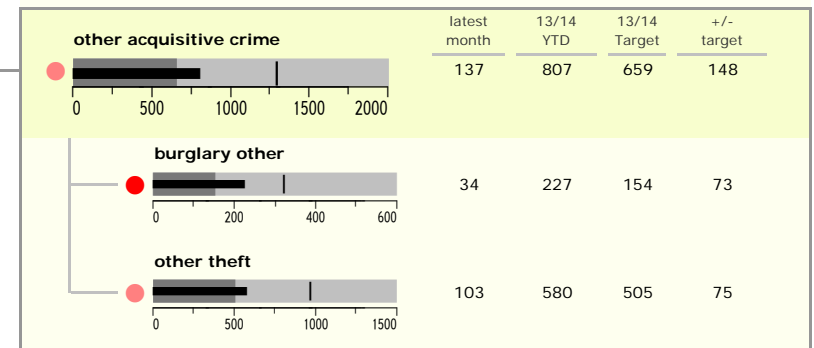 latest 13/14 13/14 +/-
month YTD Target target
other acquisitive crime
137 807 659 148
0 500 1000 1500 2000
burglary other
34 227 154 73
0 200 400 600
other theft
103 580 505 75
0 500 1000 1500